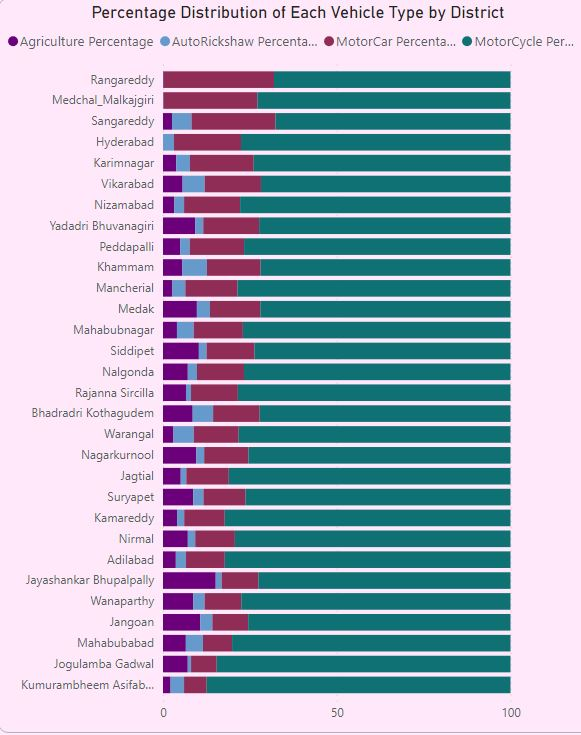 Percentage Distribution of Each Vehicle Type by District
Agriculture Percentage AutoRickshaw Percenta... MotorCar Percenta... MotorCycle Per...
Rangareddy
Medchal_Malkajgiri
Sangareddy
Hyderabad
Karimnagar
Vikarabad
Nizamabad
Yadadri Bhuvanagiri
Peddapalli
Khammam
Mancherial
Medak
Mahabubnagar
Siddipet
Nalgonda
Rajanna Sircilla
Bhadradri Kothagudem
Warangal
Nagarkurnool
Jagtial
Suryapet
Kamareddy
Nirmal
Adilabad
Jayashankar Bhupalpally
Wanaparthy
Jangoan
Mahabubabad
Jogulamba Gadwal
Kumurambheem Asifab...
0 50 100